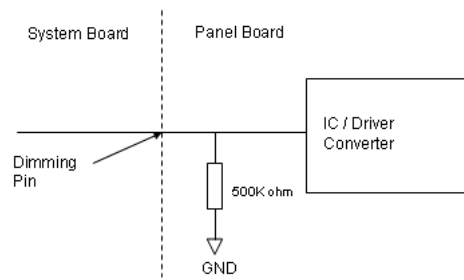 System Board
Panel Board
IC / Driver
Converter
Dimming
Pin
500K ohm
GND